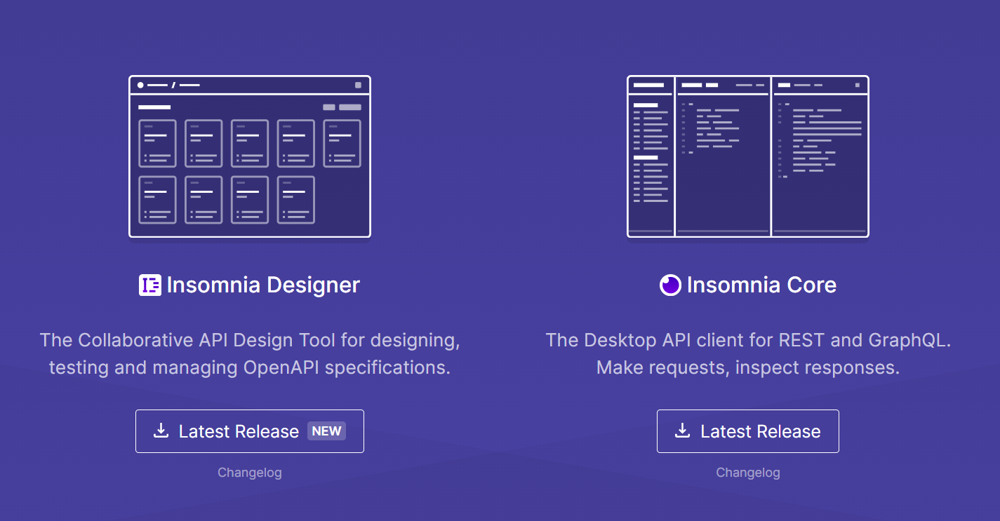 Insomnia Designer
The Collaborative API Design Tool for designing,
testing and managing OpenAPI specifications.
Latest Release NEW
Changelog
Insomnia Core
The Desktop API client for REST and GraphQL.
Make requests, inspect responses.
Latest Release
Changelog